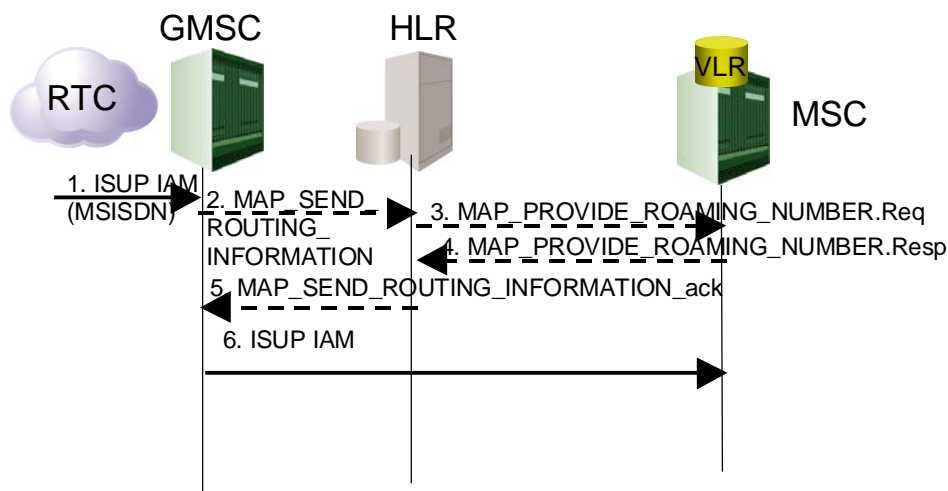 GMSC
HLR
VLR
RTC
MSC
1. ISUP IAM
(MSISDN)
2. MAP_SEND_
ROUTING_
INFORMATION
3. MAP_PROVIDE_ROAMING_NUMBER.Req
4. MAP_PROVIDE_ROAMING_NUMBER.Resp
5. MAP_SEND_ROUTING_INFORMATION_ack
6. ISUP IAM